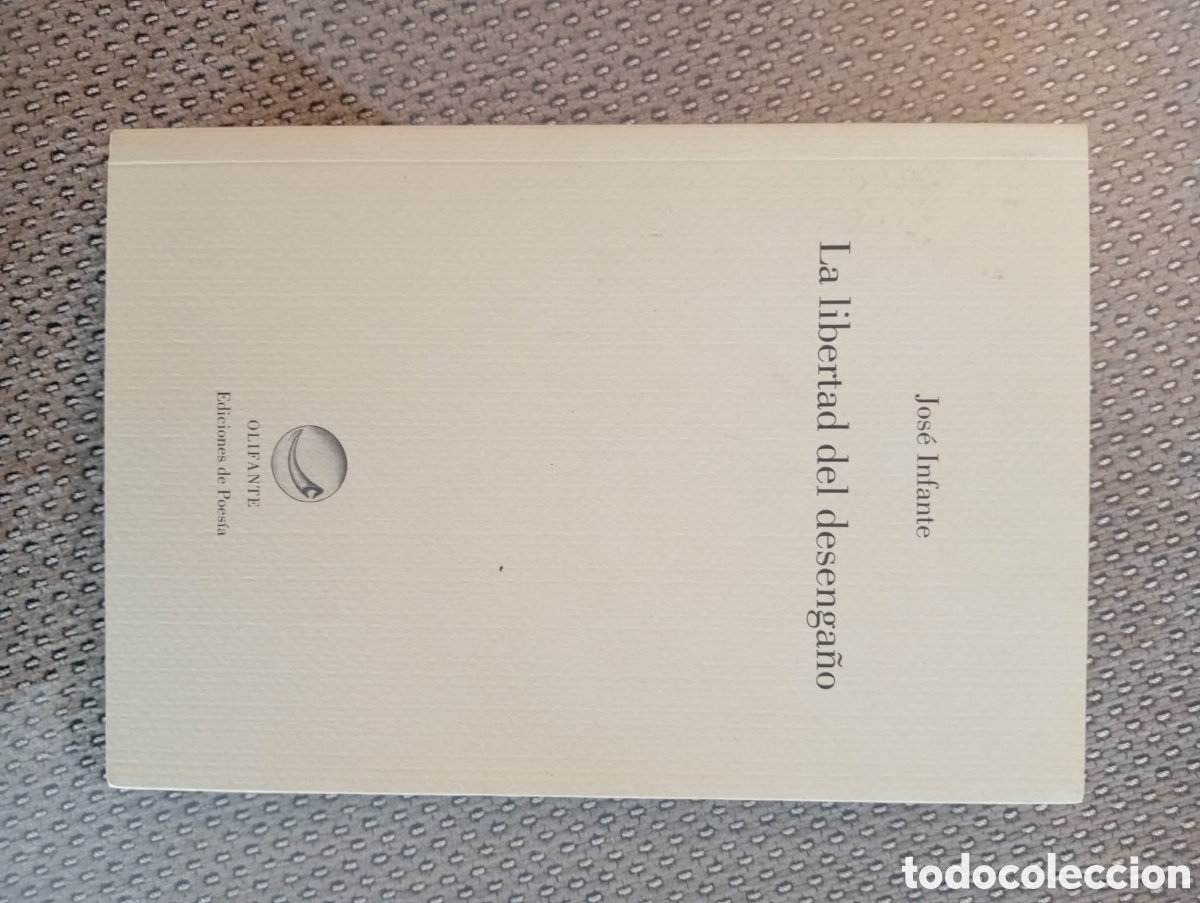 José Infante
La libertad del desengaño
OLIFANTE
Ediciones de Poesía
todocoleccion